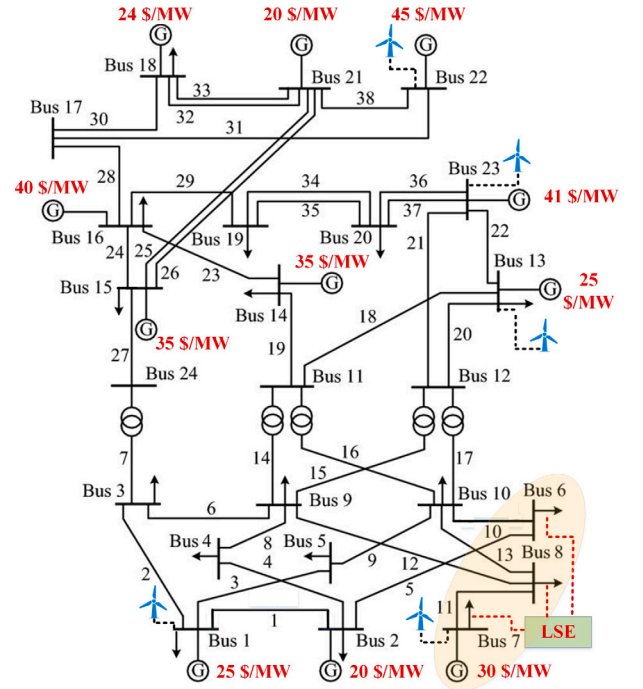 24 $/MW
20 $/MW
45 $/MW
G
G
G
Bus 18
Bus 21
Bus 22
33
32
38
Bus 17
30
31
28
Bus 23
40 $/MW
G
29
34
36
G
41 $/MW
35
37
Bus 16
Bus 19
Bus 20
24
25
26
23
21
22
35 $/MW
Bus 13
Bus 15
G
G
25
$/MW
Bus 14
G
35 $/MW
18
27
19
20
Bus 24
Bus 11
Bus 12
7
14
16
15
17
Bus 3
Bus 9
Bus 10
Bus 6
6
Bus 4
8
Bus 5
10
Bus 8
4
9
12
13
2
3
5
11
1
LSE
Bus 1
Bus 2
Bus 7
G
25 $/MW
G
20 $/MW
G
30 $/MW